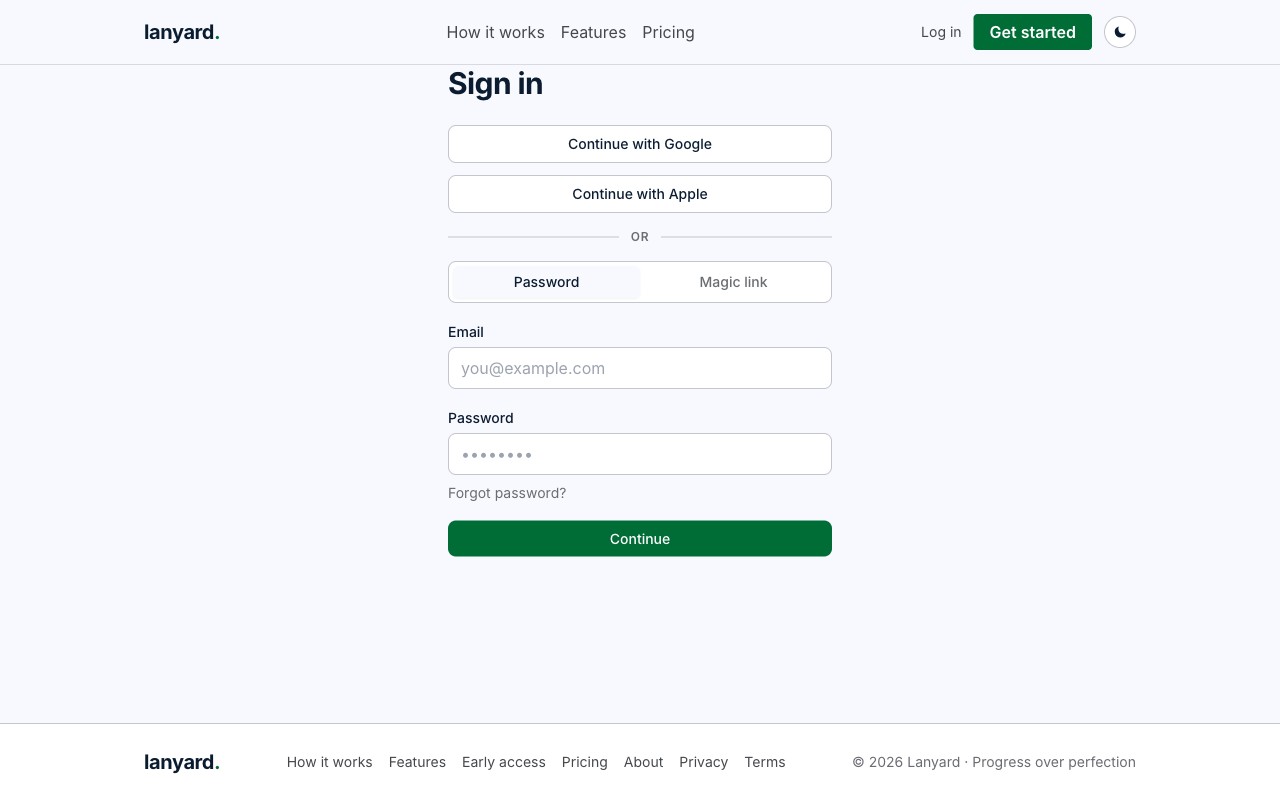 lanyard.
How it works Features Pricing
Log in Get started
Sign in
Continue with Google
Continue with Apple
OR
Password Magic link
Email
you@example.com
Password
••••••••
Forgot password?
Continue
lanyard.
How it works Features Early access Pricing About Privacy Terms
© 2026 Lanyard · Progress over perfection